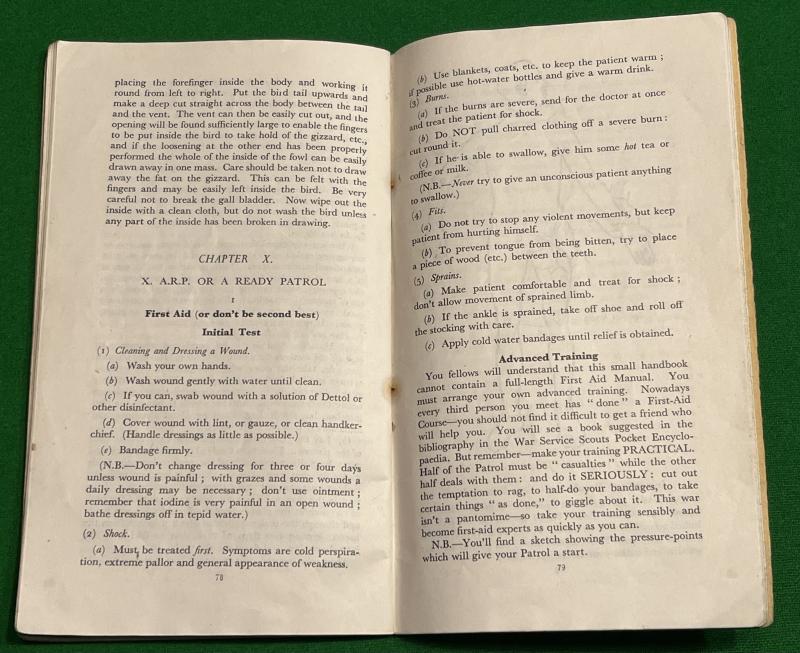 placing the forefinger inside the body and working it
round from left to right. Put the bird tail upwards and
make a deep cut straight across the body between the tail
and the vent. The vent can then be easily cut out, and the
opening will be found sufficiently large to enable the fingers
to be put inside the bird to take hold of the gizzard, etc.,
and if the loosening at the other end has been properly
performed the whole of the inside of the fowl can be easily
drawn away in one mass. Care should be taken not to draw
away the fat on the gizzard. This can be felt with the
fingers and may be easily left inside the bird. Be very
careful not to break the gall bladder. Now wipe out the
inside with a clean cloth, but do not wash the bird unless
any part of the inside has been broken in drawing.
CHAPTER X.
X. A.R.P. OR A READY PATROL
I
First Aid (or don't be second best)
Initial Test
(1) Cleaning and Dressing a Wound.
(a) Wash your own hands.
(b) Wash wound gently with water until clean.
(c) If you can, swab wound with a solution of Dettol or
other disinfectant.
(d) Cover wound with lint, or gauze, or clean handker-
chief. (Handle dressings as little as possible.)
(e) Bandage firmly.
(N.B.—Don't change dressing for three or four days
unless wound is painful; with grazes and some wounds a
daily dressing may be necessary; don't use ointment;
remember that iodine is very painful in an open wound;
bathe dressings off in tepid water.)
(2) Shock.
(a) Must be treated first. Symptoms are cold perspira-
tion, extreme pallor and general appearance of weakness.
78
(b) Use blankets, coats, etc. to keep the patient warm;
if possible use hot-water bottles and give a warm drink.
(3) Burns.
(a) If the burns are severe, send for the doctor at once
and treat the patient for shock.
(b) Do NOT pull charred clothing off a severe burn:
cut round it.
(c) If he is able to swallow, give him some hot tea or
coffee or milk.
(N.B.—Never try to give an unconscious patient anything
to swallow.)
(4) Fits.
(a) Do not try to stop any violent movements, but keep
patient from hurting himself.
(b) To prevent tongue from being bitten, try to place
a piece of wood (etc.) between the teeth.
(5) Sprains.
(a) Make patient comfortable and treat for shock;
don't allow movement of sprained limb.
(b) If the ankle is sprained, take off shoe and roll off
the stocking with care.
(c) Apply cold water bandages until relief is obtained.
Advanced Training
You fellows will understand that this small handbook
cannot contain a full-length First Aid Manual. You
must arrange your own advanced training. Nowadays
every third person you meet has "done" a First-Aid
Course—you should not find it difficult to get a friend who
will help you. You will see a book suggested in the
bibliography in the War Service Scouts Pocket Encyclo-
paedia. But remember—make your training PRACTICAL.
Half of the Patrol must be "casualties" while the other
half deals with them: and do it SERIOUSLY: cut out
the temptation to rag, to half-do your bandages, to take
certain things "as done," to giggle about it. This war
isn't a pantomime—so take your training sensibly and
become first-aid experts as quickly as you can.
N.B.—You'll find a sketch showing the pressure-points
which will give your Patrol a start.
79